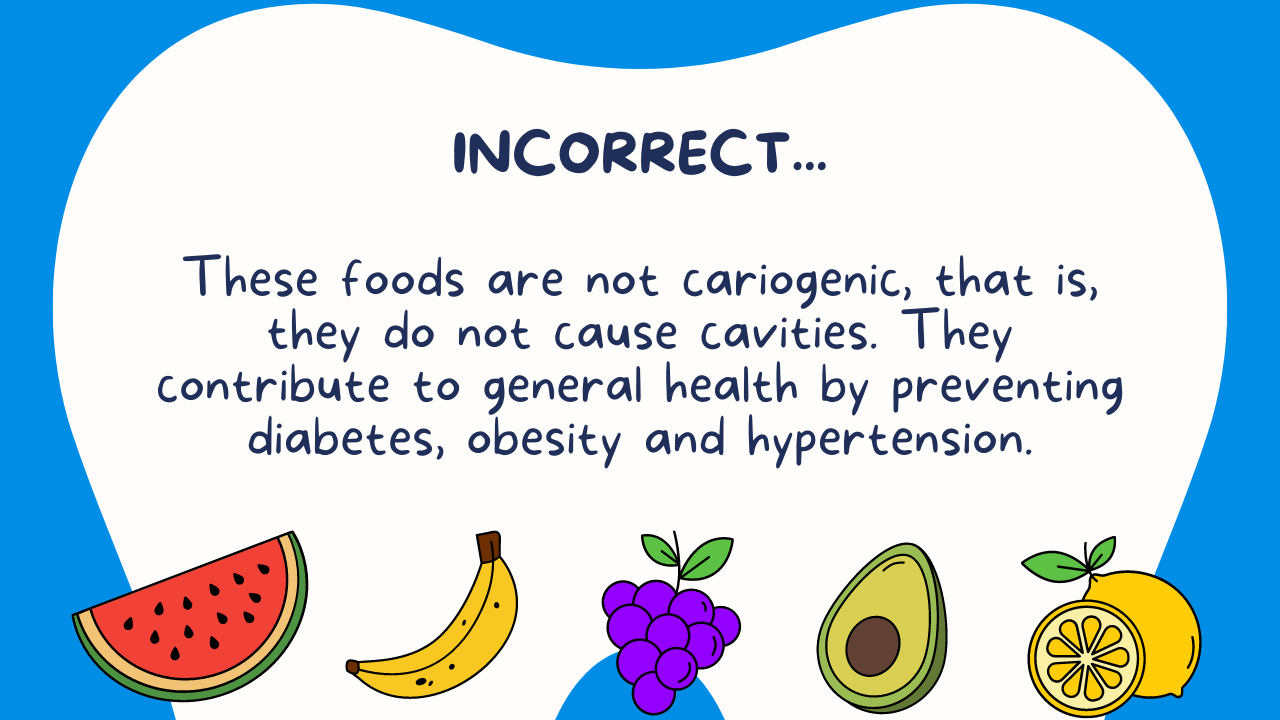 INCORRECT...
These foods are not cariogenic, that is,
they do not cause cavities. They
contribute to general health by preventing
diabetes, obesity and hypertension.